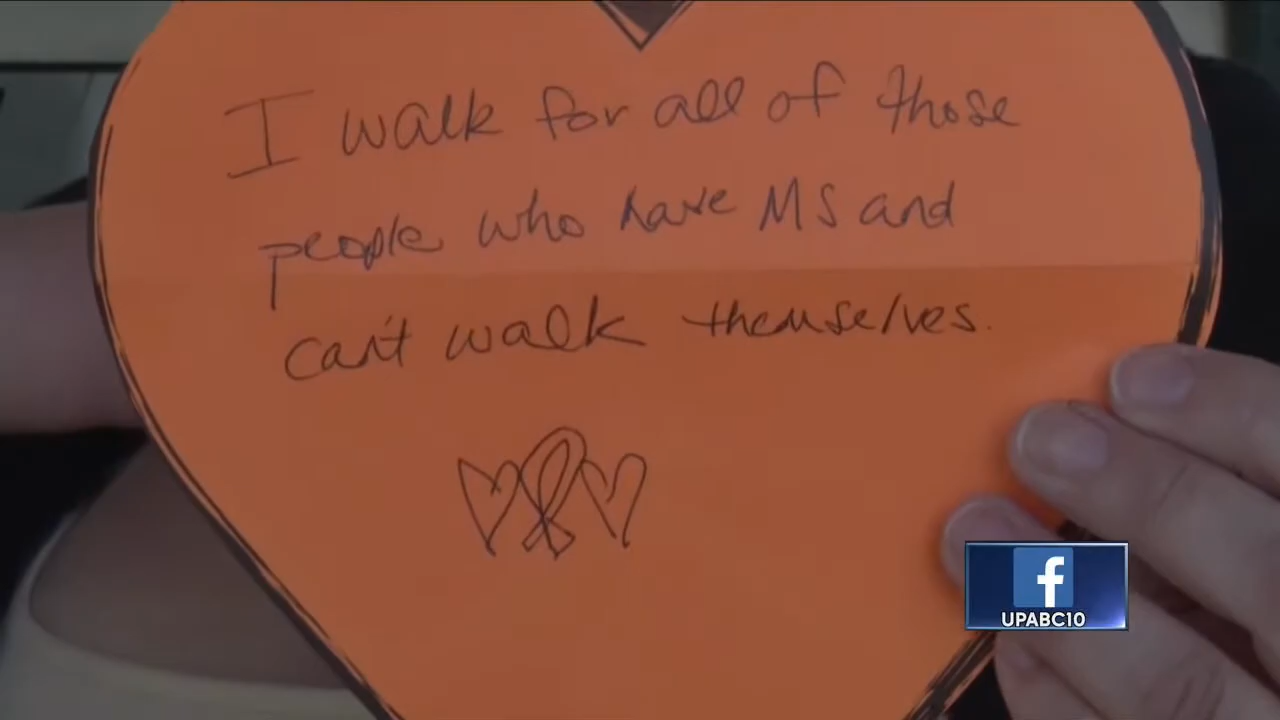 I walk for all of those
people who have MS and
can't walk themselves.
f
UPABC10